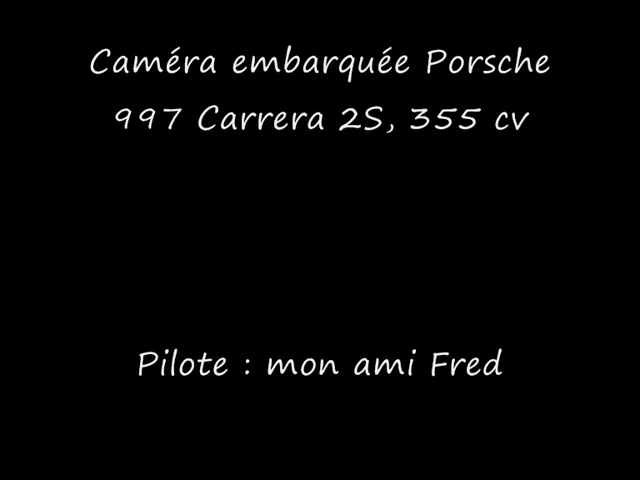 Caméra embarquée Porsche
997 Carrera 2S, 355 cv
Pilote : mon ami Fred